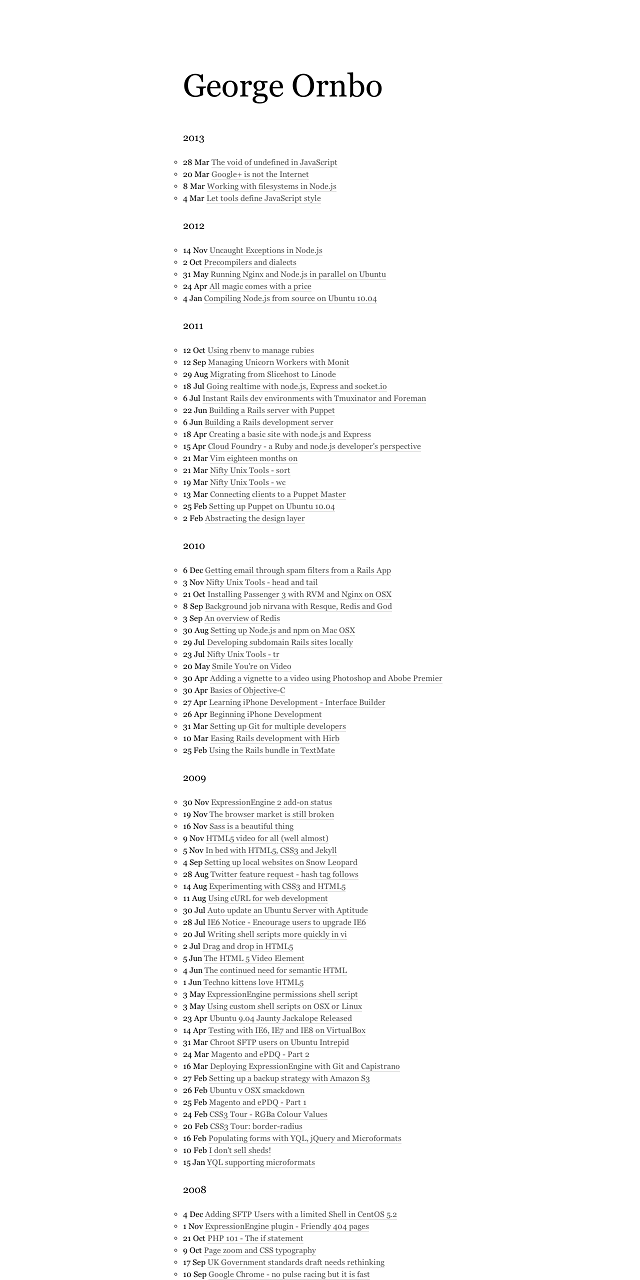 George Ornbo
2013
28 Mar The void of undefined in JavaScript
20 Mar Google+ is not the Internet
8 Mar Working with filesystems in Node.js
4 Mar Let tools define JavaScript style
2012
14 Nov Uncaught Exceptions in Node.js
2 Oct Precompilers and dialects
31 May Running Nginx and Node.js in parallel on Ubuntu
24 Apr All magic comes with a price
4 Jan Compiling Node.js from source on Ubuntu 10.04
2011
12 Oct Using rbenv to manage rubies
12 Sep Managing Unicorn Workers with Monit
29 Aug Migrating from Slicehost to Linode
18 Jul Going realtime with node.js, Express and socket.io
6 Jul Instant Rails dev environments with Tmuxinator and Foreman
22 Jun Building a Rails server with Puppet
6 Jun Building a Rails development server
18 Apr Creating a basic site with node.js and Express
15 Apr Cloud Foundry - a Ruby and node.js developer's perspective
21 Mar Vim eighteen months on
21 Mar Nifty Unix Tools - sort
19 Mar Nifty Unix Tools - wc
13 Mar Connecting clients to a Puppet Master
25 Feb Setting up Puppet on Ubuntu 10.04
2 Feb Abstracting the design layer
2010
6 Dec Getting email through spam filters from a Rails App
3 Nov Nifty Unix Tools - head and tail
21 Oct Installing Passenger 3 with RVM and Nginx on OSX
8 Sep Background job nirvana with Resque, Redis and God
3 Sep An overview of Redis
30 Aug Setting up Node.js and npm on Mac OSX
29 Jul Developing subdomain Rails sites locally
23 Jul Nifty Unix Tools - tr
20 May Smile You're on Video
30 Apr Adding a vignette to a video using Photoshop and Abobe Premier
30 Apr Basics of Objective-C
27 Apr Learning iPhone Development - Interface Builder
26 Apr Beginning iPhone Development
31 Mar Setting up Git for multiple developers
10 Mar Easing Rails development with Hirb
25 Feb Using the Rails bundle in TextMate
2009
30 Nov ExpressionEngine 2 add-on status
19 Nov The browser market is still broken
16 Nov Sass is a beautiful thing
9 Nov HTML5 video for all (well almost)
5 Nov In bed with HTML5, CSS3 and Jekyll
4 Sep Setting up local websites on Snow Leopard
28 Aug Twitter feature request - hash tag follows
14 Aug Experimenting with CSS3 and HTML5
11 Aug Using cURL for web development
30 Jul Auto update an Ubuntu Server with Aptitude
28 Jul IE6 Notice - Encourage users to upgrade IE6
20 Jul Writing shell scripts more quickly in vi
2 Jul Drag and drop in HTML5
5 Jun The HTML 5 Video Element
4 Jun The continued need for semantic HTML
1 Jun Techno kittens love HTML5
3 May ExpressionEngine permissions shell script
3 May Using custom shell scripts on OSX or Linux
23 Apr Ubuntu 9.04 Jaunty Jackalope Released
14 Apr Testing with IE6, IE7 and IE8 on VirtualBox
31 Mar Chroot SFTP users on Ubuntu Intrepid
24 Mar Magento and ePDQ - Part 2
16 Mar Deploying ExpressionEngine with Git and Capistrano
27 Feb Setting up a backup strategy with Amazon S3
26 Feb Ubuntu v OSX smackdown
25 Feb Magento and ePDQ - Part 1
24 Feb CSS3 Tour - RGBa Colour Values
20 Feb CSS3 Tour: border-radius
16 Feb Populating forms with YQL, jQuery and Microformats
10 Feb I don't sell sheds!
15 Jan YQL supporting microformats
2008
4 Dec Adding SFTP Users with a limited Shell in CentOS 5.2
1 Nov ExpressionEngine plugin - Friendly 404 pages
21 Oct PHP 101 - The if statement
9 Oct Page zoom and CSS typography
17 Sep UK Government standards draft needs rethinking
10 Sep Google Chrome - no pulse racing but it is fast